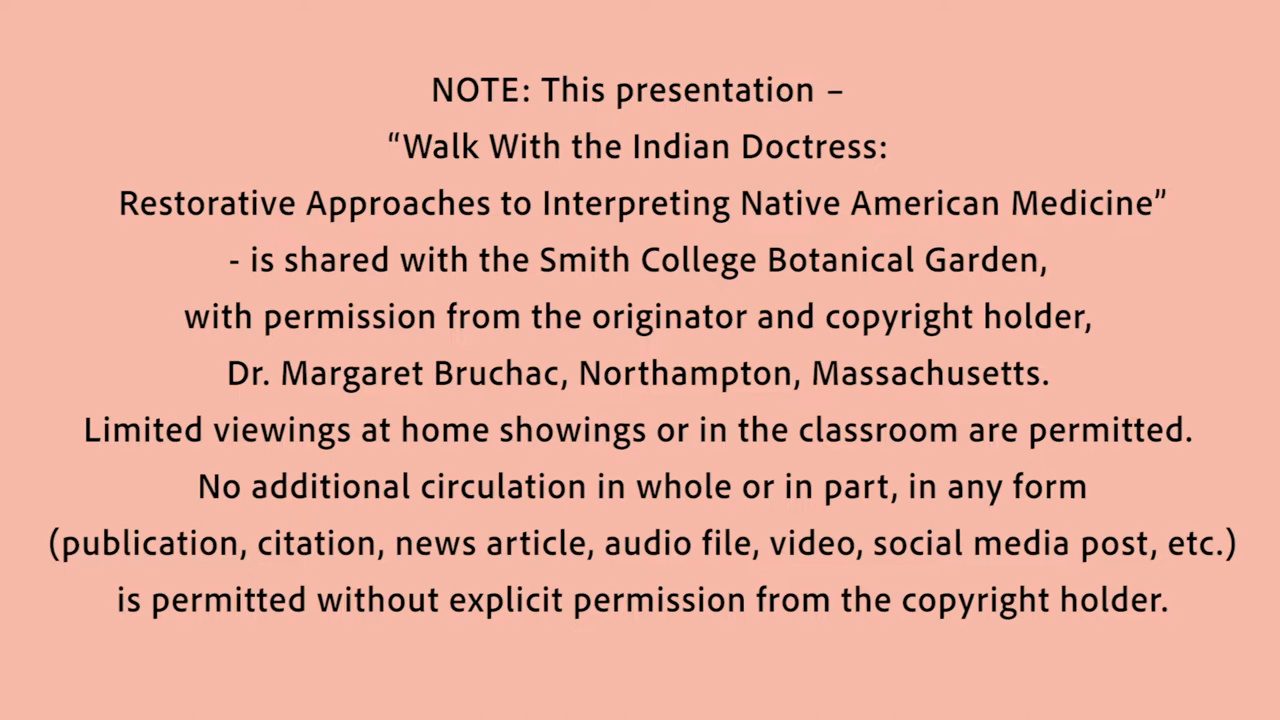 NOTE: This presentation –
“Walk With the Indian Doctress:
Restorative Approaches to Interpreting Native American Medicine”
- is shared with the Smith College Botanical Garden,
with permission from the originator and copyright holder,
Dr. Margaret Bruchac, Northampton, Massachusetts.
Limited viewings at home showings or in the classroom are permitted.
No additional circulation in whole or in part, in any form
(publication, citation, news article, audio file, video, social media post, etc.)
is permitted without explicit permission from the copyright holder.